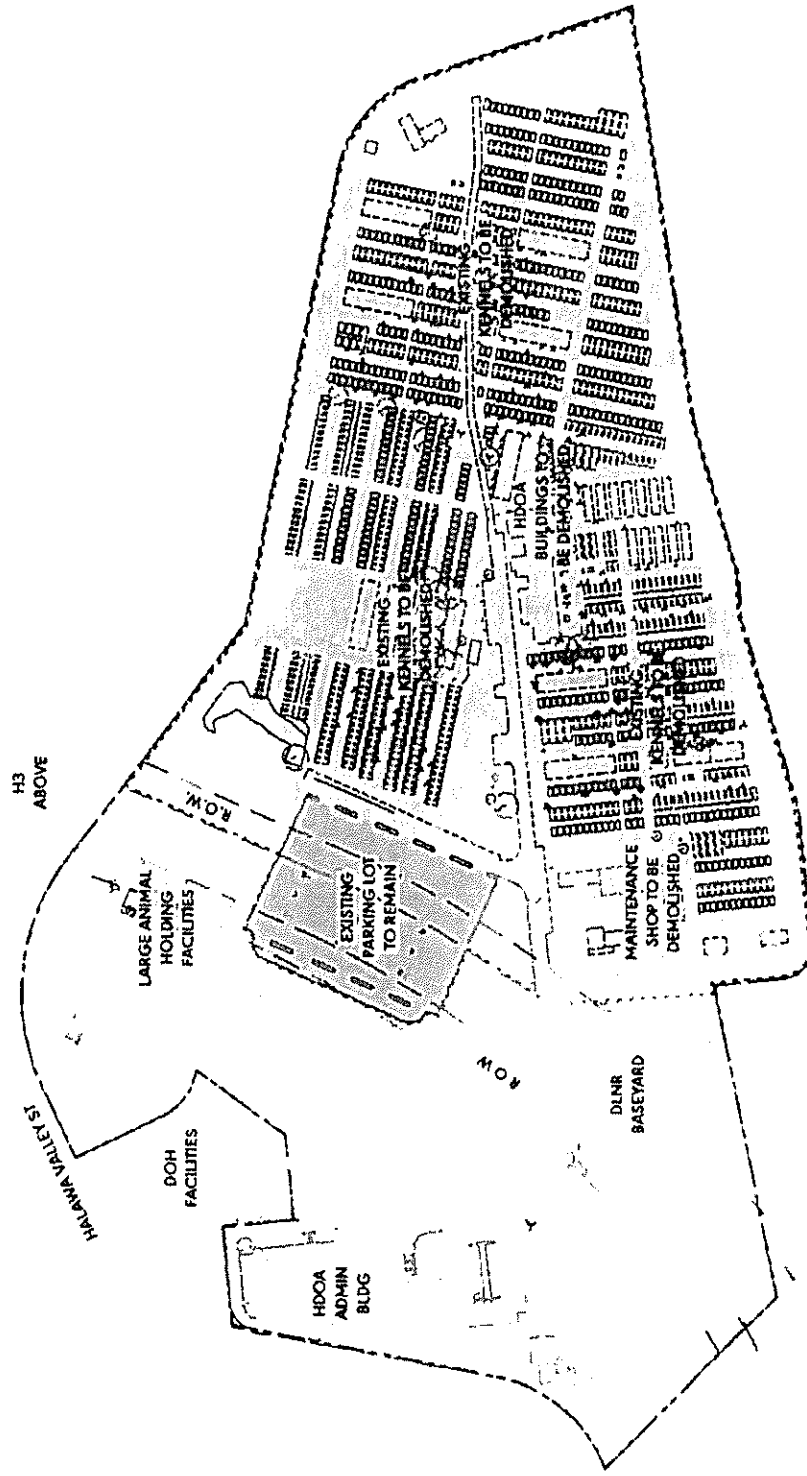 H3
ABOVE
HALAWA VALLEY ST
LARGE ANIMAL
HOLDING
FACILITIES
R.O.W.
DOH
FACILITIES
HDOA
ADMIN
BLDG
EXISTING
PARKING LOT
TO REMAIN
R O W
DLNR
BASEYARD
EXISTING
KENNELS TO BE
DEMOLISHED
EXISTING
KENNELS TO BE
DEMOLISHED
HDOA
BUILDINGS TO
BE DEMOLISHED
EXISTING
KENNELS TO BE
DEMOLISHED
MAINTENANCE
SHOP TO BE
DEMOLISHED